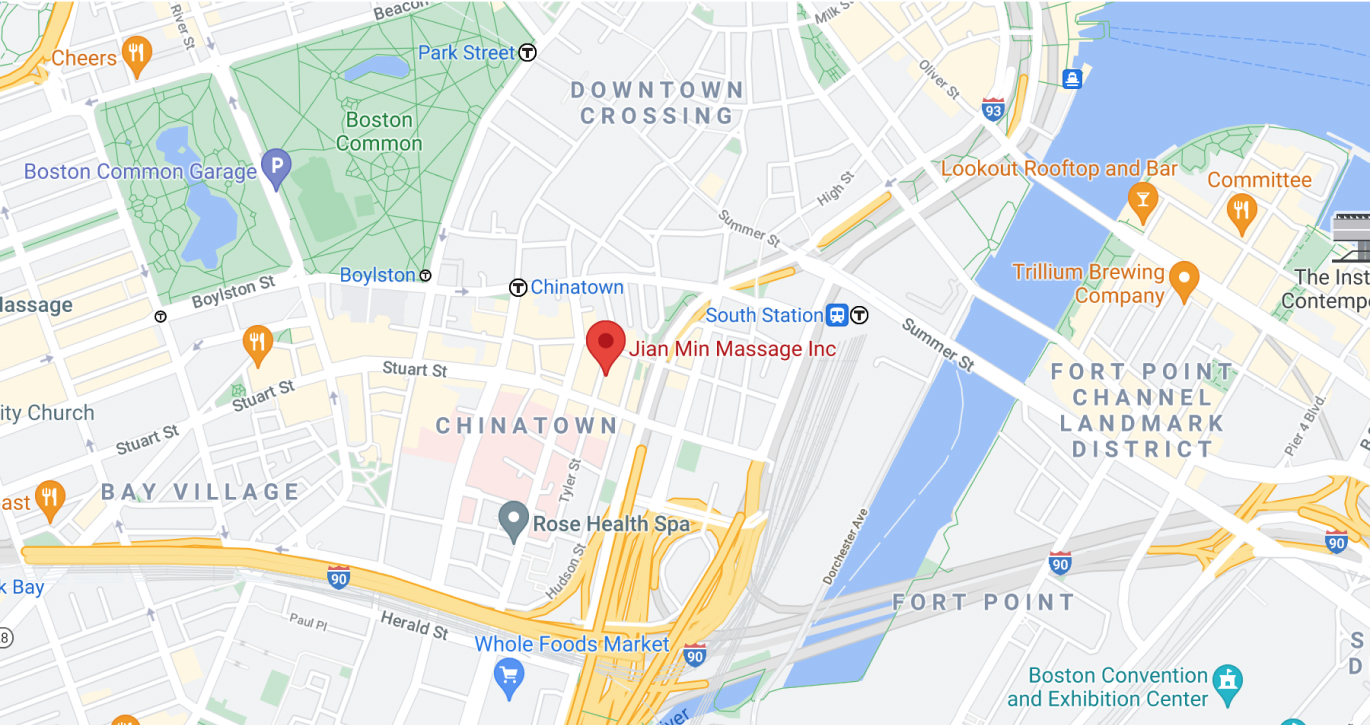 River St
Beacon
Milk S
Cheers
Park Street
T
DOWNTOWN
CROSSING
Oliver St
93
Boston
Common
Boston Common Garage
P
High St
Lookout Rooftop and Bar
Committee
Summer St
Boylston
T
Chinatown
Boylston St
T
T
Trillium Brewing
Company
The Inst
Contempo
lassage
South Station
T
Jian Min Massage Inc
Summer St
Stuart St
Stuart St
FORT POINT
CHANNEL
LANDMARK
DISTRICT
ity Church
CHINATOWN
Stuart St
Pier 4 Blvd.
Tyler St
BAY VILLAGE
ast
Rose Health Spa
Dorchester Ave
90
90
Hudson St
90
k Bay
FORT POINT
Paul Pl
Herald St
8
Whole Foods Market
90
S
D
Boston Convention
and Exhibition Center
iver